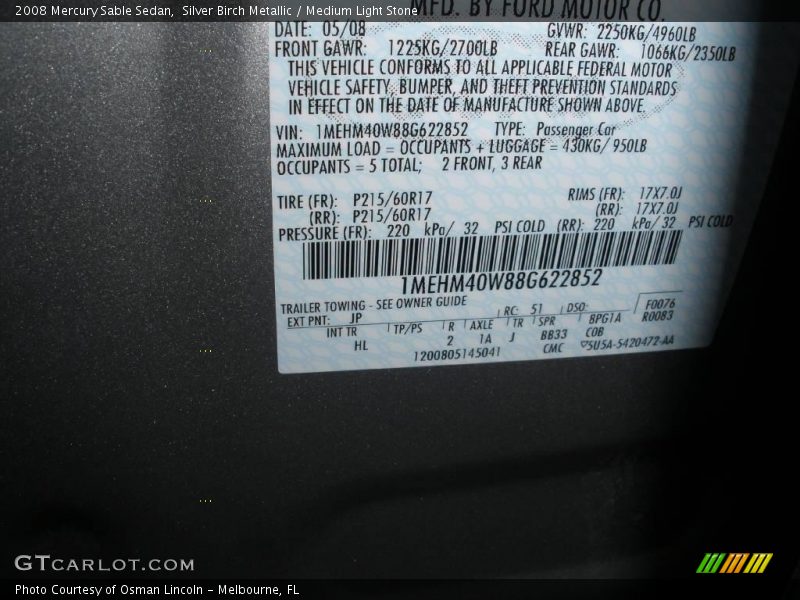 2008 Mercury Sable Sedan,  Silver Birch Metallic / Medium Light Stone
MFD. BY FORD MOTOR CO.
DATE: 05/08 GVWR: 2250KG/4960LB
FRONT GAWR: 1225KG/2700LB REAR GAWR: 1066KG/2350LB
THIS VEHICLE CONFORMS TO ALL APPLICABLE FEDERAL MOTOR
VEHICLE SAFETY, BUMPER, AND THEFT PREVENTION STANDARDS
IN EFFECT ON THE DATE OF MANUFACTURE SHOWN ABOVE.
VIN: 1MEHM40W88G622852 TYPE: Passenger Car
MAXIMUM LOAD = OCCUPANTS + LUGGAGE = 430KG/ 950LB
OCCUPANTS = 5 TOTAL; 2 FRONT, 3 REAR
TIRE (FR): P215/60R17 RIMS (FR): 17X7.0J
(RR): P215/60R17 (RR): 17X7.0J
PRESSURE (FR): 220 kPa/ 32 PSI COLD (RR): 220 kPa/ 32 PSI COLD
1MEHM40W88G622852
TRAILER TOWING - SEE OWNER GUIDE
EXT PNT: JP RC: 51 DSO: F0076
INT TR TP/PS R AXLE TR SPR BPG1A R0083
HL 2 1A J BB33 COB
1200805145041 CMC 5U5A-5420472-AA
GTCARLOT.COM
Photo Courtesy of Osman Lincoln - Melbourne, FL